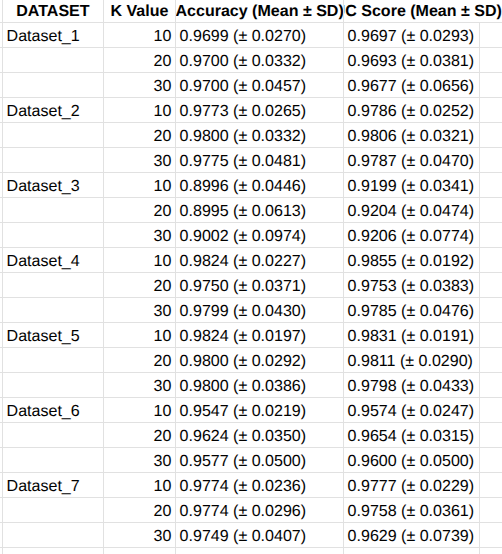 DATASET K Value Accuracy (Mean ± SD) C Score (Mean ± SD)
Dataset_1 10 0.9699 (± 0.0270) 0.9697 (± 0.0293)
20 0.9700 (± 0.0332) 0.9693 (± 0.0381)
30 0.9700 (± 0.0457) 0.9677 (± 0.0656)
Dataset_2 10 0.9773 (± 0.0265) 0.9786 (± 0.0252)
20 0.9800 (± 0.0332) 0.9806 (± 0.0321)
30 0.9775 (± 0.0481) 0.9787 (± 0.0470)
Dataset_3 10 0.8996 (± 0.0446) 0.9199 (± 0.0341)
20 0.8995 (± 0.0613) 0.9204 (± 0.0474)
30 0.9002 (± 0.0974) 0.9206 (± 0.0774)
Dataset_4 10 0.9824 (± 0.0227) 0.9855 (± 0.0192)
20 0.9750 (± 0.0371) 0.9753 (± 0.0383)
30 0.9799 (± 0.0430) 0.9785 (± 0.0476)
Dataset_5 10 0.9824 (± 0.0197) 0.9831 (± 0.0191)
20 0.9800 (± 0.0292) 0.9811 (± 0.0290)
30 0.9800 (± 0.0386) 0.9798 (± 0.0433)
Dataset_6 10 0.9547 (± 0.0219) 0.9574 (± 0.0247)
20 0.9624 (± 0.0350) 0.9654 (± 0.0315)
30 0.9577 (± 0.0500) 0.9600 (± 0.0500)
Dataset_7 10 0.9774 (± 0.0236) 0.9777 (± 0.0229)
20 0.9774 (± 0.0296) 0.9758 (± 0.0361)
30 0.9749 (± 0.0407) 0.9629 (± 0.0739)